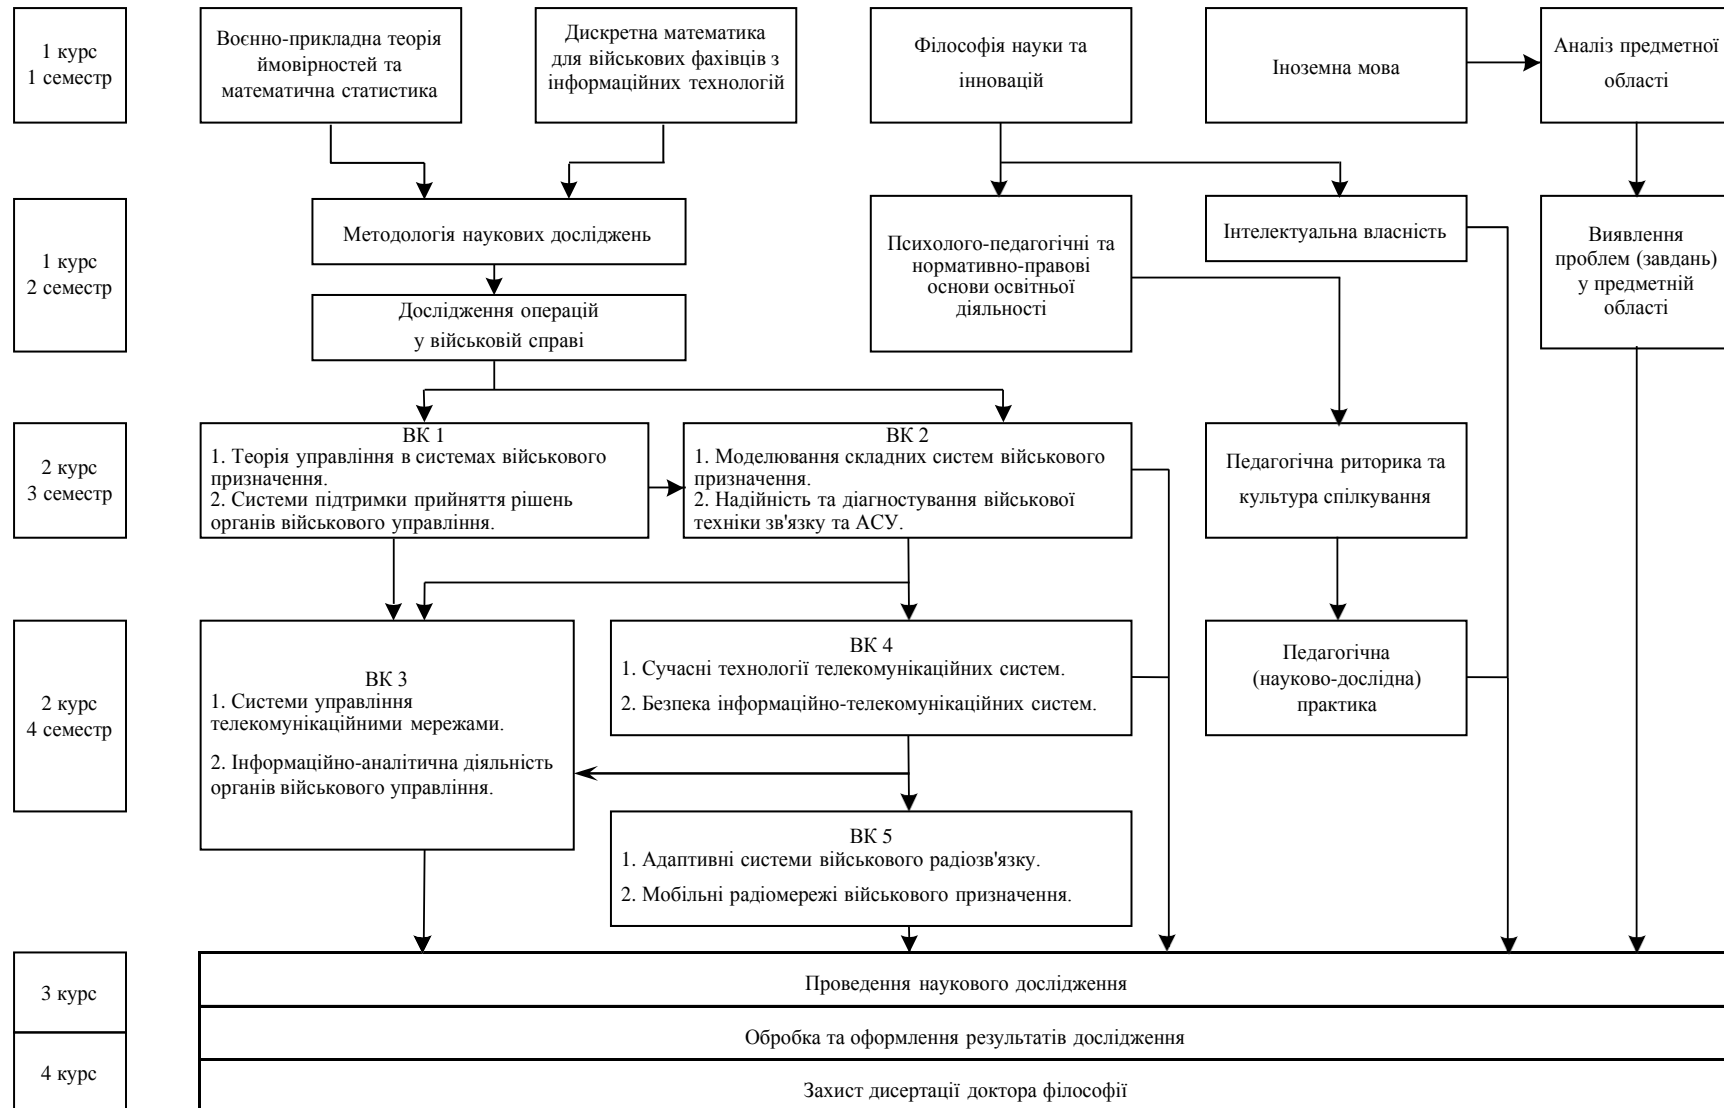 1 курс
1 семестр
Воєнно-прикладна теорія
ймовірностей та
математична статистика
Дискретна математика
для військових фахівців з
інформаційних технологій
Філософія науки та
інновацій
Іноземна мова
Аналіз предметної
області
1 курс
2 семестр
Методологія наукових досліджень
Дослідження операцій
у військовій справі
Психолого-педагогічні та
нормативно-правові
основи освітньої
діяльності
Інтелектуальна власність
Виявлення
проблем (завдань)
у предметній
області
2 курс
3 семестр
ВК 1
1. Теорія управління в системах військового
призначення.
2. Системи підтримки прийняття рішень
органів військового управління.
ВК 2
1. Моделювання складних систем військового
призначення.
2. Надійність та діагностування військової
техніки зв'язку та АСУ.
Педагогічна риторика та
культура спілкування
2 курс
4 семестр
ВК 3
1. Системи управління
телекомунікаційними мережами.
2. Інформаційно-аналітична діяльність
органів військового управління.
ВК 4
1. Сучасні технології телекомунікаційних систем.
2. Безпека інформаційно-телекомунікаційних систем.
Педагогічна
(науково-дослідна)
практика
ВК 5
1. Адаптивні системи військового радіозв'язку.
2. Мобільні радіомережі військового призначення.
3 курс
Проведення наукового дослідження
Обробка та оформлення результатів дослідження
4 курс
Захист дисертації доктора філософії